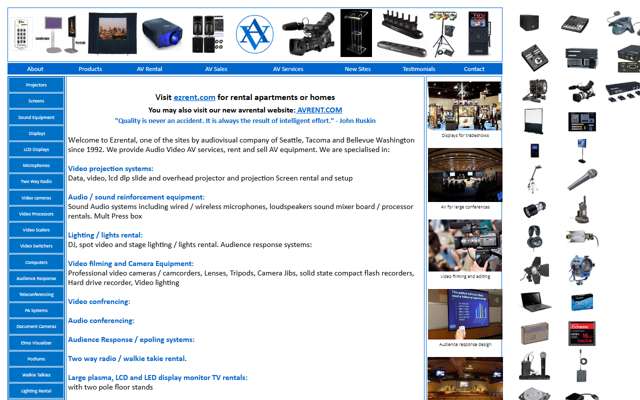 About
Products
AV Rental
AV Sales
AV Services
New Sites
Testimonials
Contact
Projectors
Screens
Sound Equipment
Displays
LCD Displays
Microphones
Two Way Radio
Video cameras
Video Processors
Video Scalers
Video Switchers
Computers
Audience Response
Teleconferencing
PA Systems
Document Cameras
Elmo Visualizer
Podiums
Walkie Talkies
Lighting Rental
Visit ezrent.com for rental apartments or homes
You may also visit our new avrental website: AVRENT.COM
"Quality is never an accident. It is always the result of intelligent effort." - John Ruskin
Welcome to Ezrental, one of the sites by audiovisual company of Seattle, Tacoma and Bellevue Washington
since 1992. We provide Audio Video AV services, rent and sell AV equipment. We are specialised in:
Video projection systems:
Data, video, lcd dlp slide and overhead projector and projection Screen rental and setup
Audio / sound reinforcement equipment:
Sound Audio systems including wired / wireless microphones, loudspeakers sound mixer board / processor
rentals. Mult Press box
Lighting / lights rental:
DJ, spot video and stage lighting / lights rental. Audience response systems:
Video filming and Camera Equipment:
Professional video cameras / camcorders, Lenses, Tripods, Camera Jibs, solid state compact flash recorders,
Hard drive recorder, Video lighting
Video confrencing:
Audio conferencing:
Audience Response / epoling systems:
Two way radio / walkie takie rental.
Large plasma, LCD and LED display monitor TV rentals:
with two pole floor stands
Displays for tradeshows
AV for large conferences
Video filming and editing
Audience response design